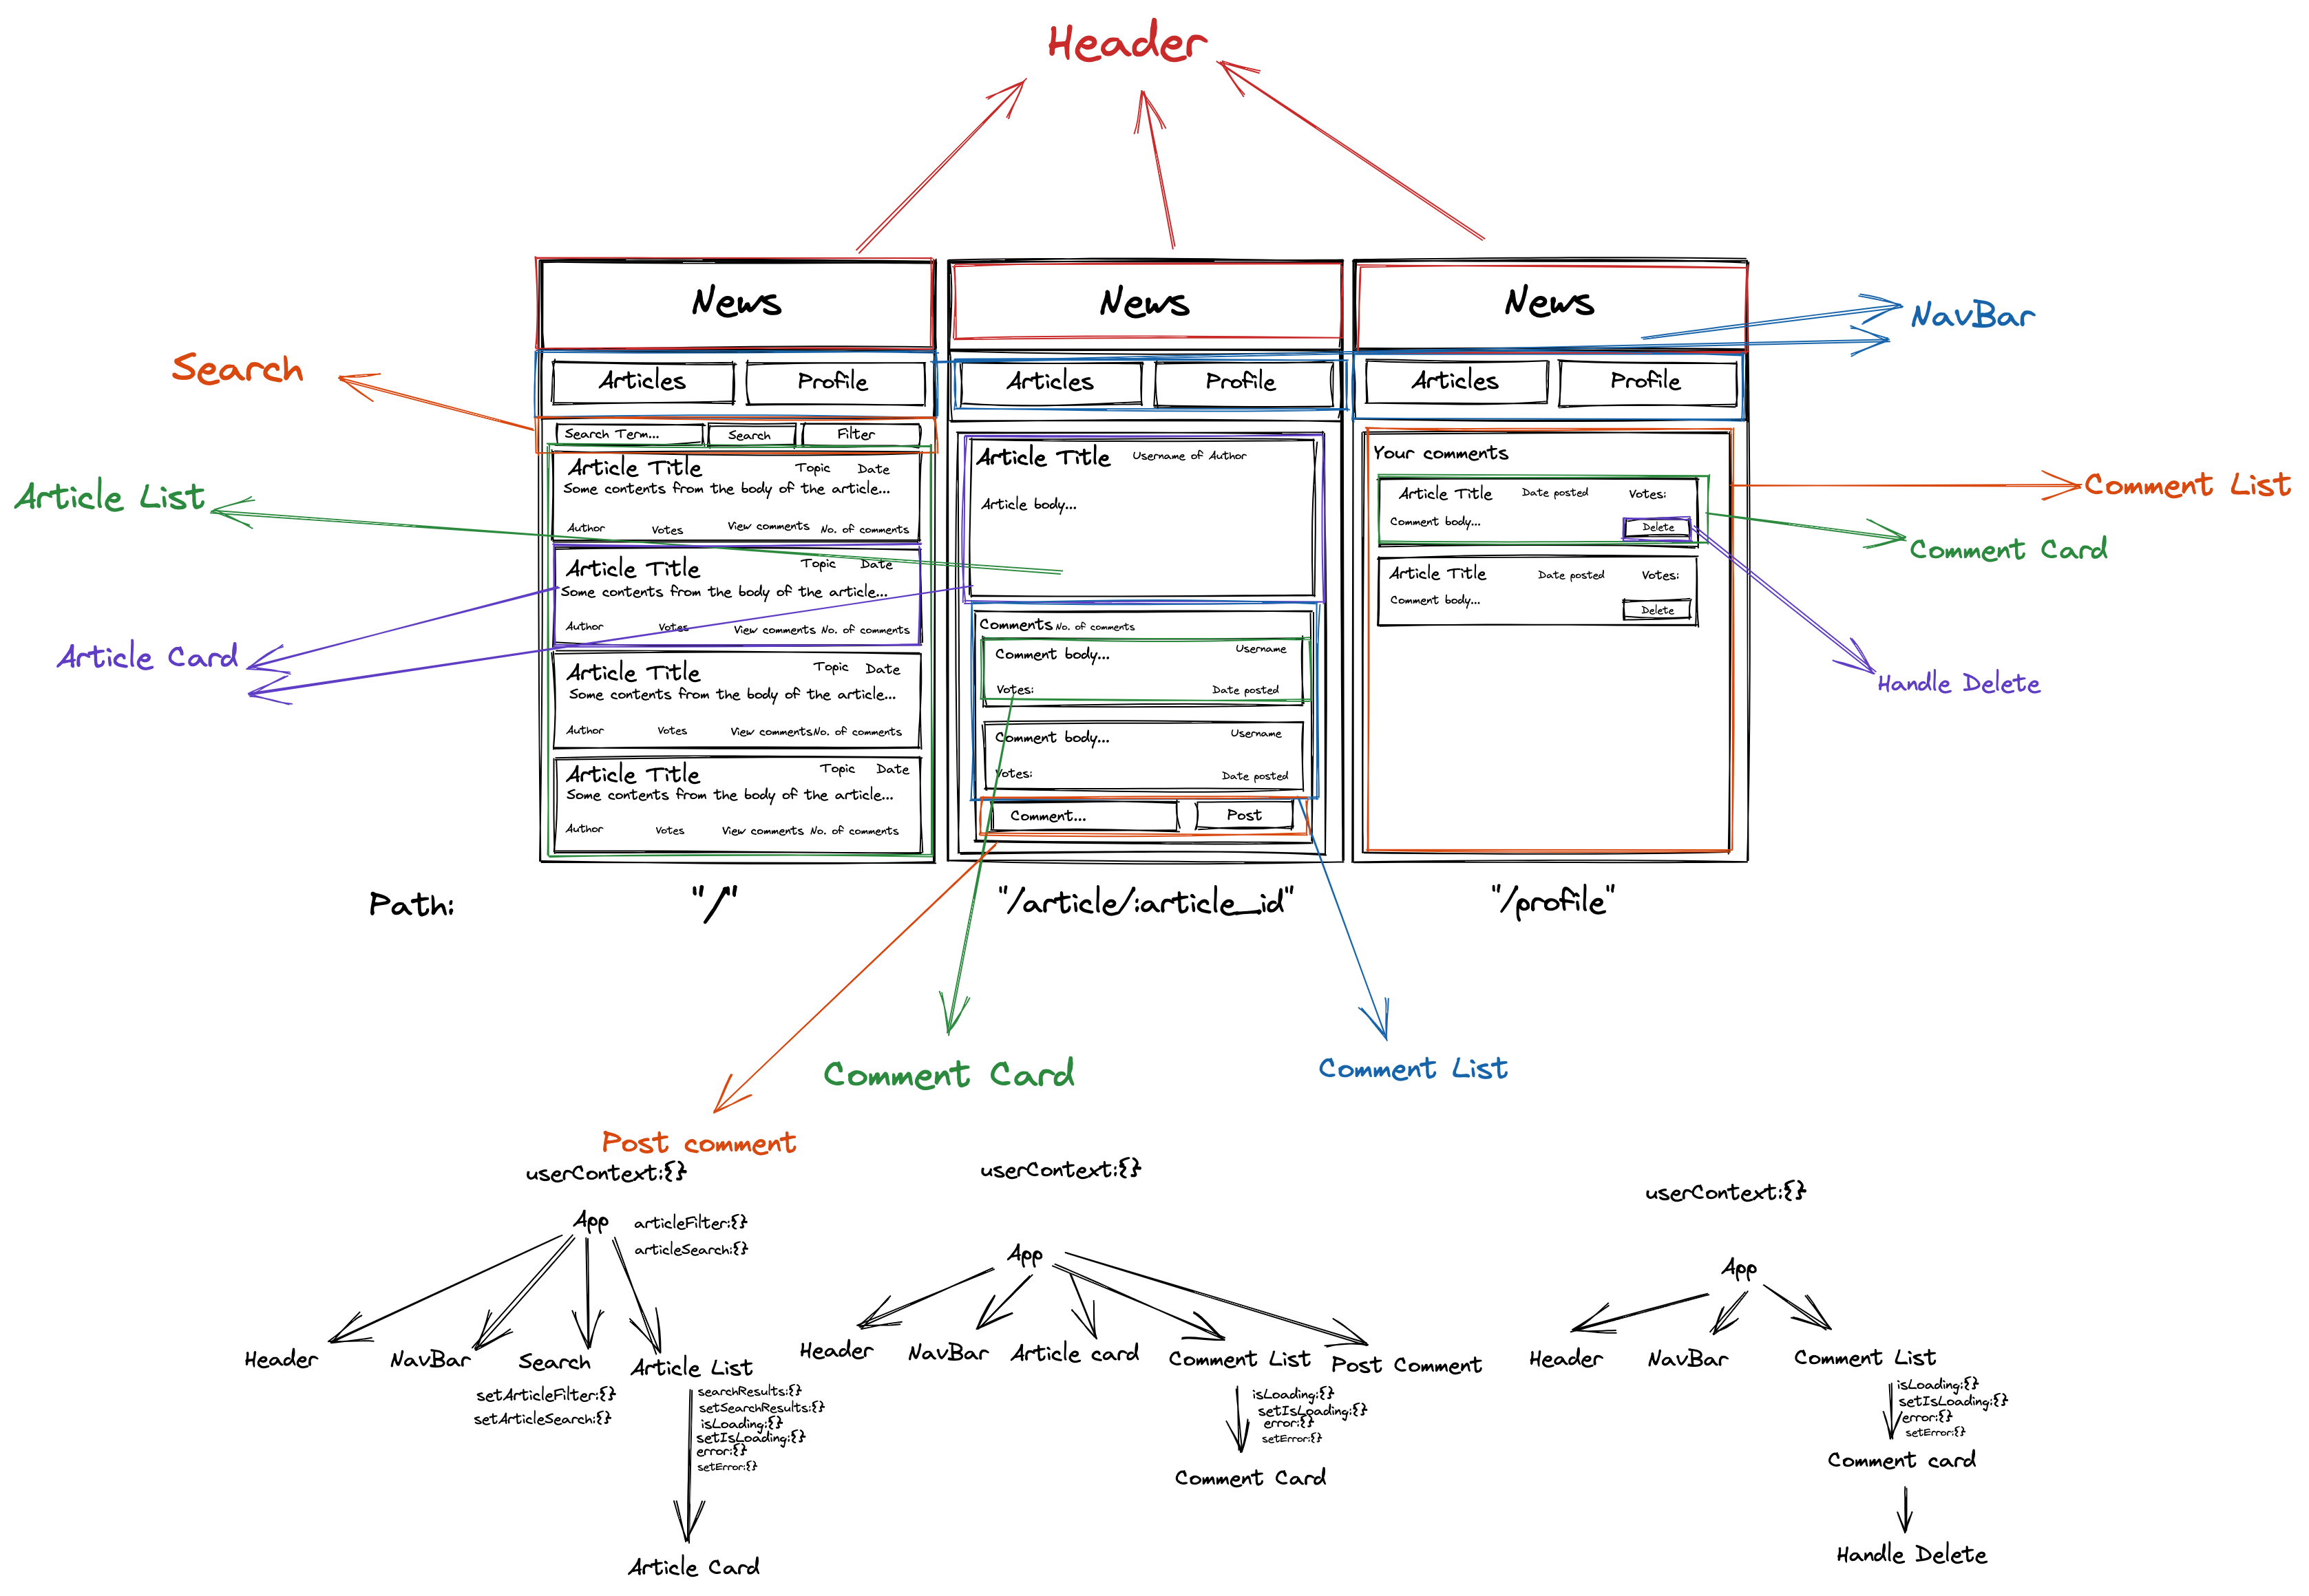 Header
News
News
News
NavBar
Search
Articles
Profile
Articles
Profile
Articles
Profile
Search Term...
Search
Filter
Article List
Article Card
Article Title
Topic
Date
Some contents from the body of the article...
Author
Votes
View comments
No. of comments
Article Title
Topic
Date
Some contents from the body of the article...
Author
Votes
View comments
No. of comments
Article Title
Topic
Date
Some contents from the body of the article...
Author
Votes
View comments
No. of comments
Article Title
Topic
Date
Some contents from the body of the article...
Author
Votes
View comments
No. of comments
Article Title
Username of Author
Article body...
Comments
No. of comments
Comment body...
Username
Votes:
Date posted
Comment body...
Username
Votes:
Date posted
Comment...
Post
Your comments
Article Title
Date posted
Votes:
Comment body...
Delete
Article Title
Date posted
Votes:
Comment body...
Delete
Comment List
Comment Card
Handle Delete
Path:
"/"
"/article/:article_id"
"/profile"
Comment Card
Comment List
Post comment
userContext:{}
App
articleFilter:{}
articleSearch:{}
Header
NavBar
Search
setArticleFilter:{}
setArticleSearch:{}
Article List
searchResults:{}
setSearchResults:{}
isLoading:{}
setIsLoading:{}
error:{}
setError:{}
Article Card
userContext:{}
App
Header
NavBar
Article card
Comment List
Post Comment
isLoading:{}
setIsLoading:{}
error:{}
setError:{}
Comment Card
userContext:{}
App
Header
NavBar
Comment List
isLoading:{}
setIsLoading:{}
error:{}
setError:{}
Comment card
Handle Delete